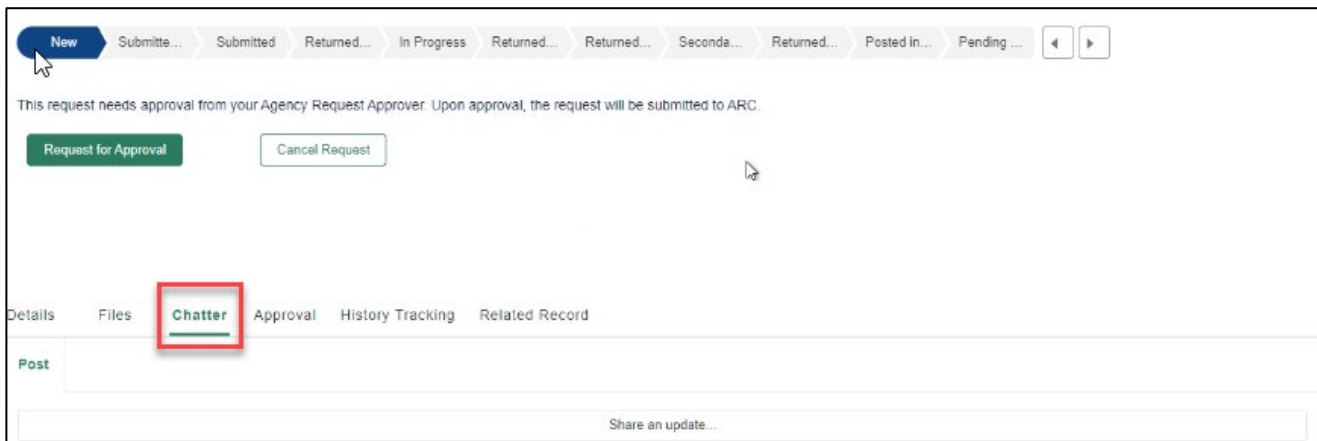 New Submitte... Submitted Returned... In Progress Returned... Returned... Seconda... Returned... Posted in... Pending ...
This request needs approval from your Agency Request Approver. Upon approval, the request will be submitted to ARC.
Request for Approval Cancel Request
Details Files Chatter Approval History Tracking Related Record
Post
Share an update...